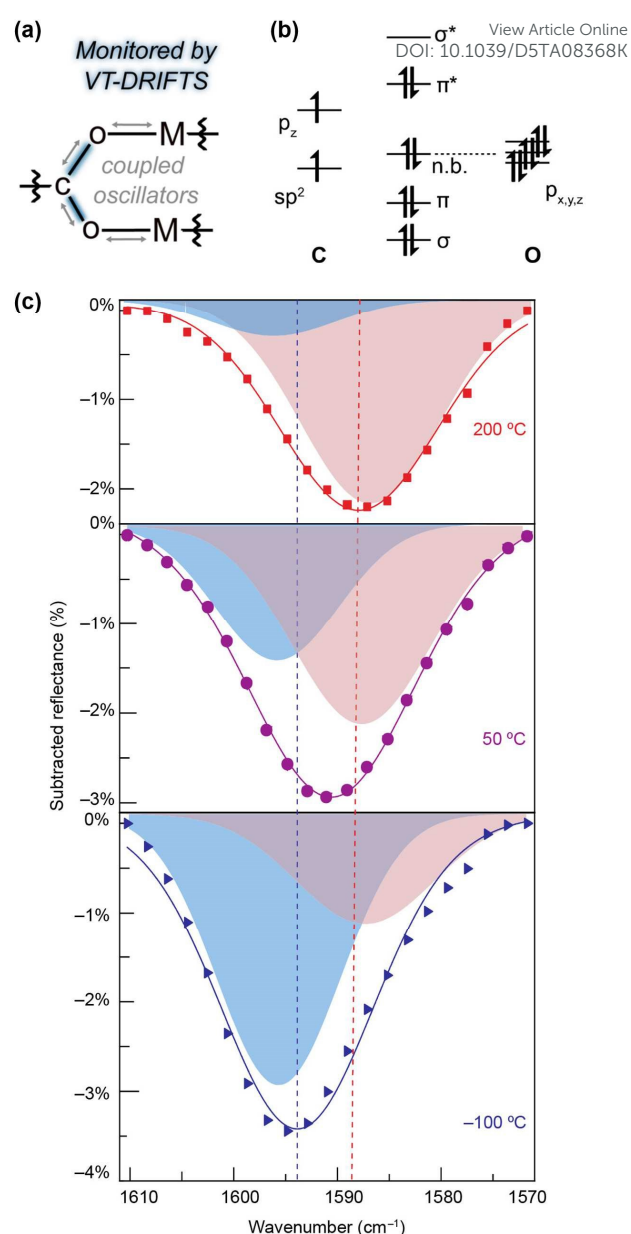 (a)
Monitored by
VT-DRIFTS
O M
C coupled
oscillators
O M
(b)
View Article Online
DOI: 10.1039/D5TA08368K
σ*
π*
p_z
n.b.
sp²
p_x,y,z
π
σ
C O
(c)
Subtracted reflectance (%)
0%
–1%
–2%
200 ºC
0%
–1%
–2%
–3%
50 ºC
0%
–1%
–2%
–3%
–4%
–100 ºC
1610 1600 1590 1580 1570
Wavenumber (cm⁻¹)